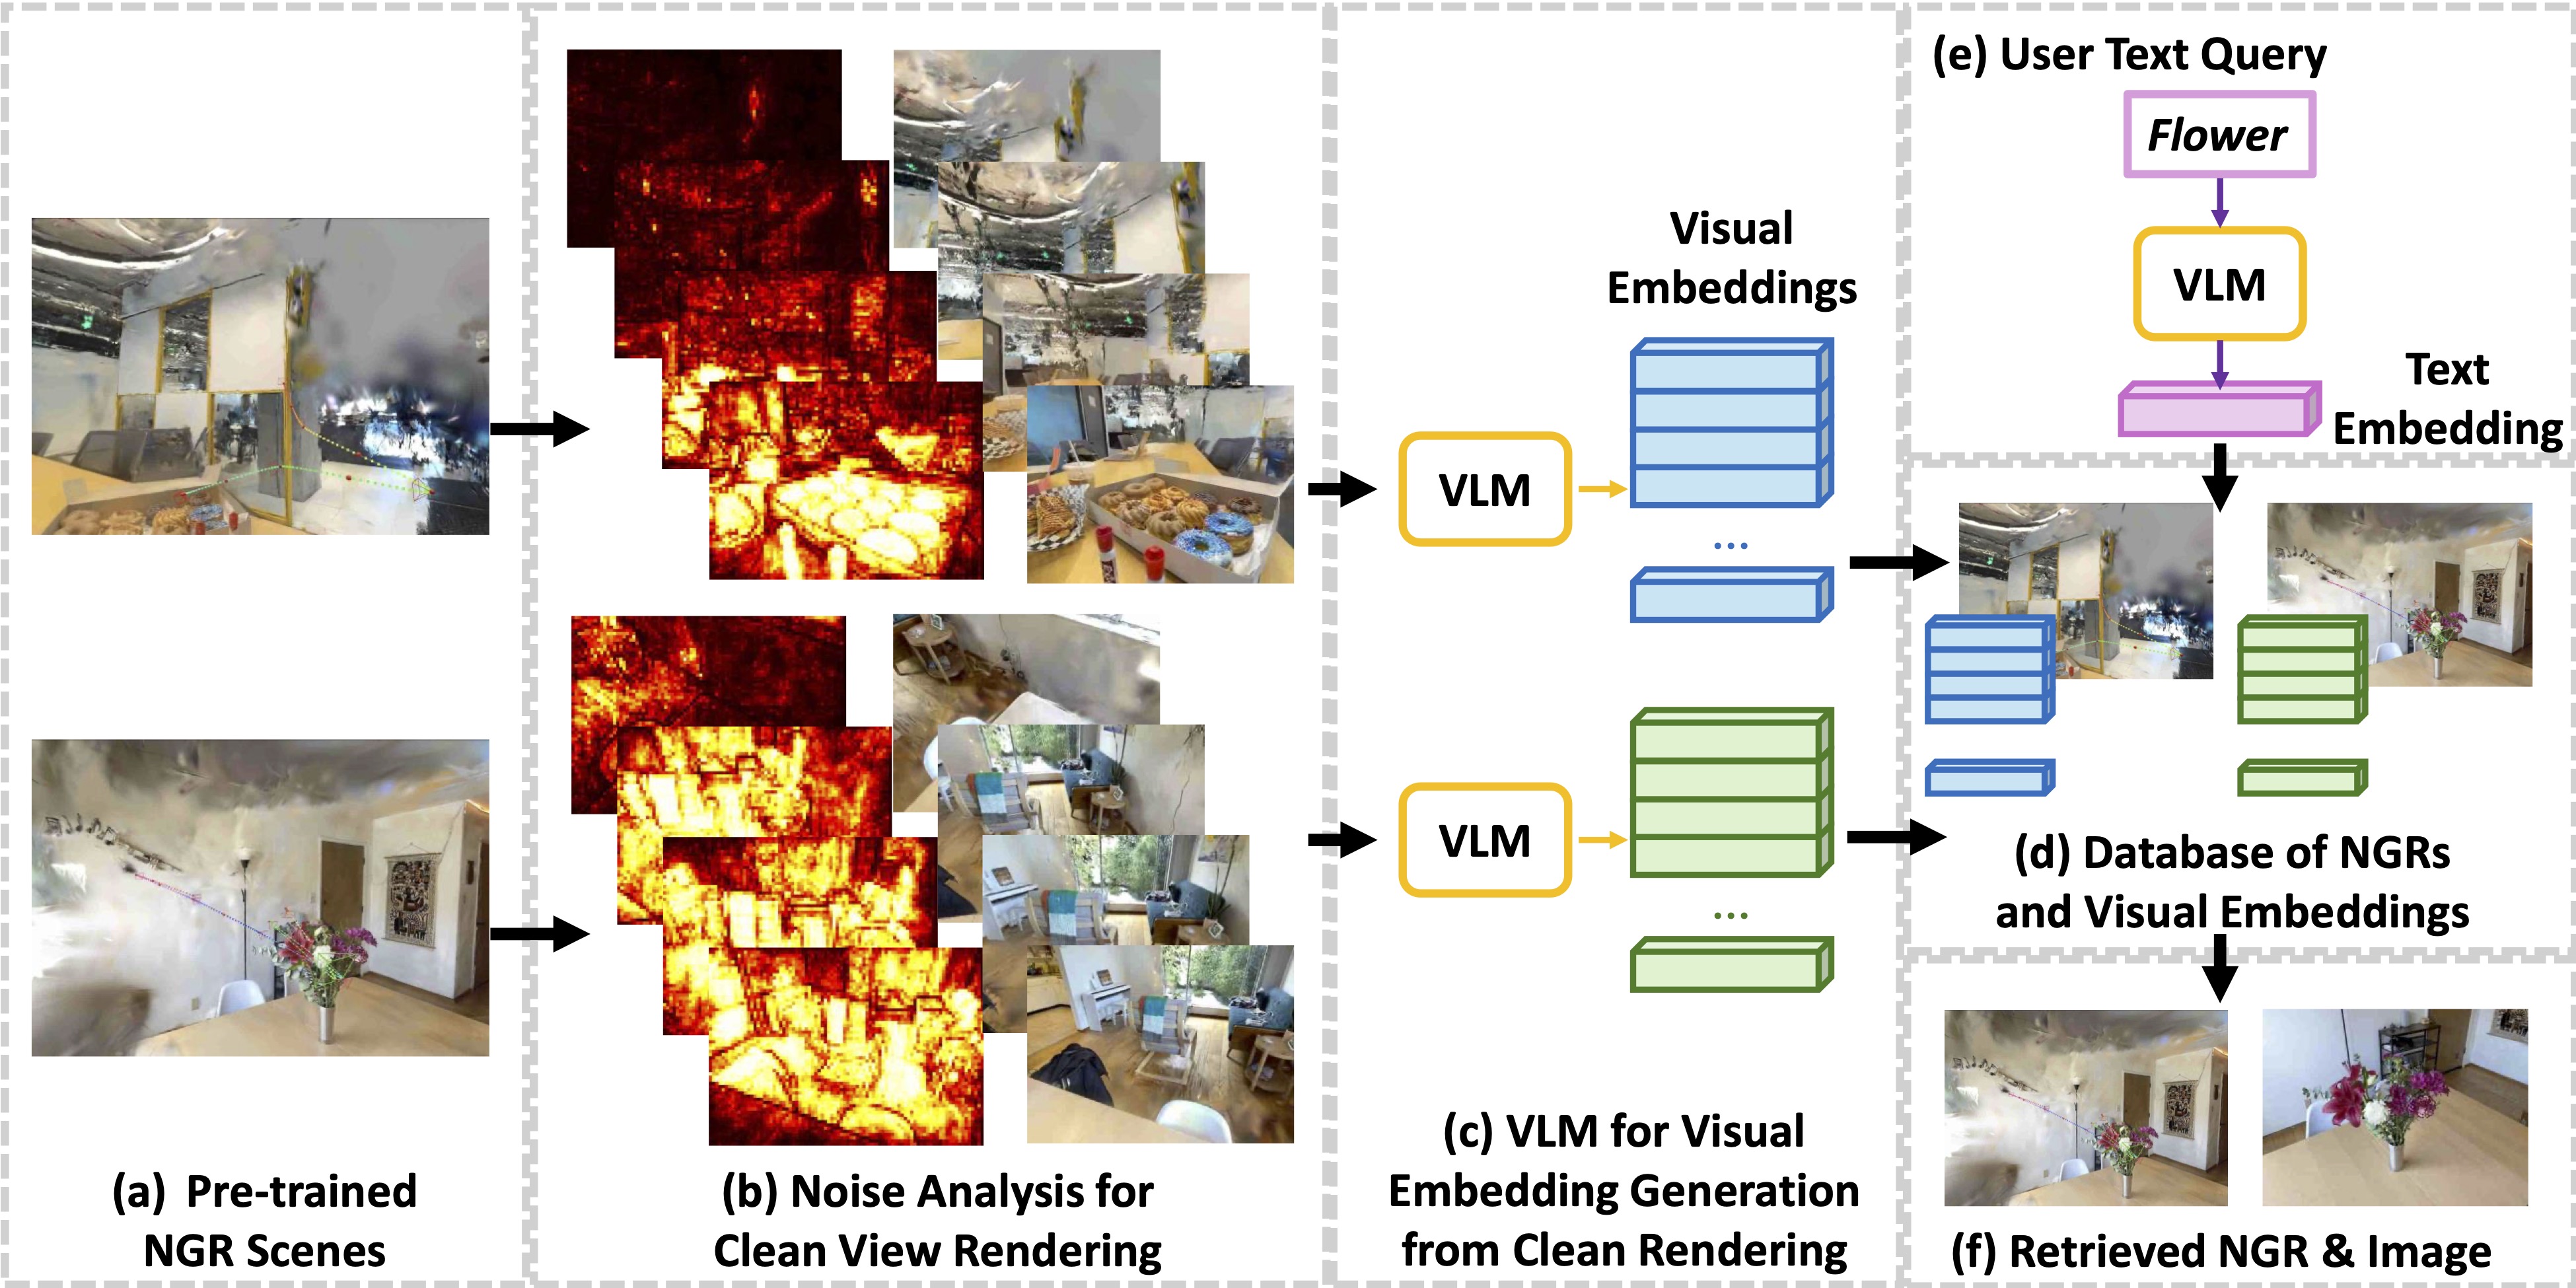 (a) Pre-trained
NGR Scenes
(b) Noise Analysis for
Clean View Rendering
Visual
Embeddings
VLM
...
VLM
...
(c) VLM for Visual
Embedding Generation
from Clean Rendering
(e) User Text Query
Flower
VLM
Text
Embedding
(d) Database of NGRs
and Visual Embeddings
(f) Retrieved NGR & Image